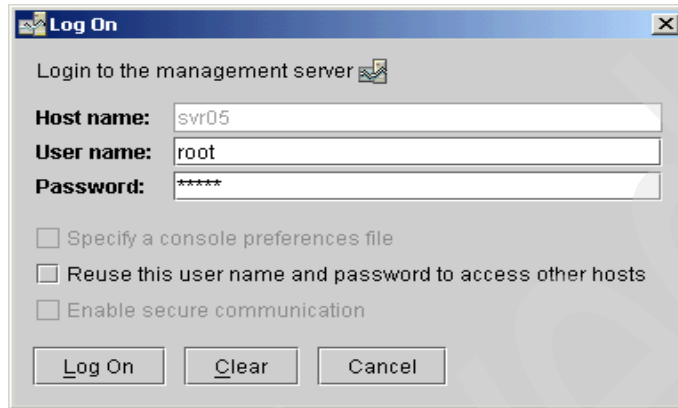 Log On
Login to the management server
Host name: svr05
User name: root
Password: *****
Specify a console preferences file
Reuse this user name and password to access other hosts
Enable secure communication
Log On Clear Cancel